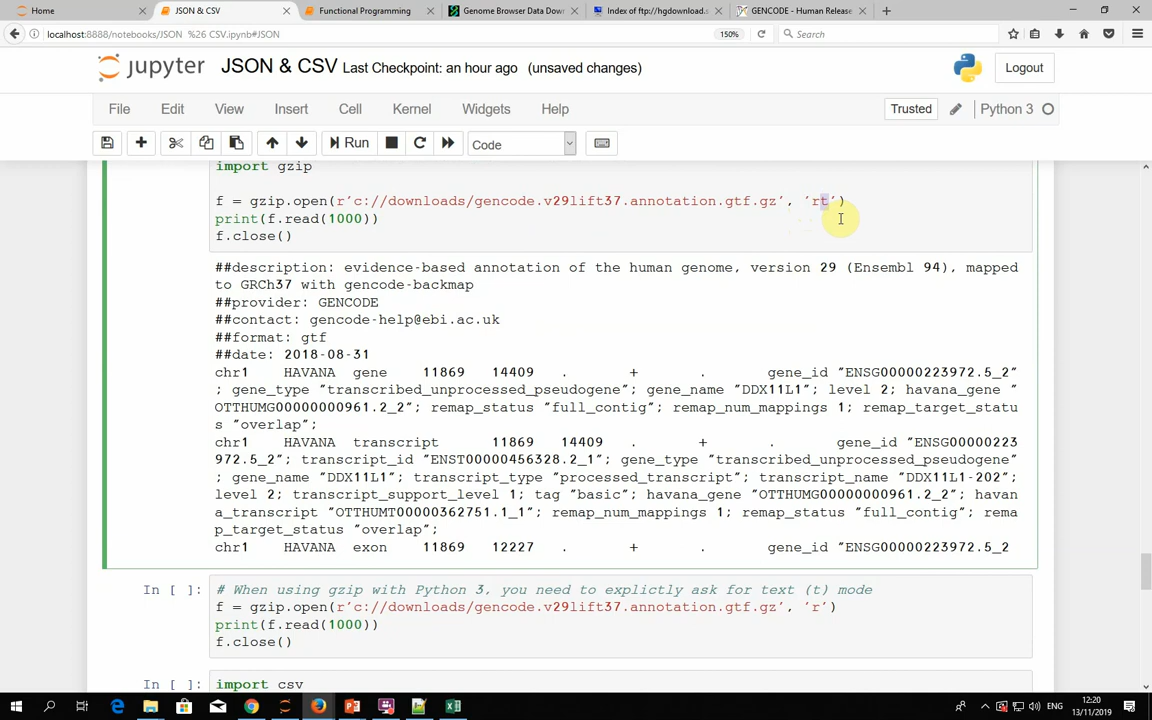 Home
JSON & CSV
Functional Programming
Genome Browser Data Dow
Index of ftp://hgdownload.s
GENCODE - Human Release
localhost:8888/notebooks/JSON %26 CSV.ipynb#JSON
150%
Search
jupyter JSON & CSV Last Checkpoint: an hour ago (unsaved changes)
Logout
File Edit View Insert Cell Kernel Widgets Help
Trusted
Python 3
Run
Code
import gzip
f = gzip.open(r'c://downloads/gencode.v29lift37.annotation.gtf.gz', 'rt')
print(f.read(1000))
f.close()
##description: evidence-based annotation of the human genome, version 29 (Ensembl 94), mapped
to GRCh37 with gencode-backmap
##provider: GENCODE
##contact: gencode-help@ebi.ac.uk
##format: gtf
##date: 2018-08-31
chr1 HAVANA gene 11869 14409 . + . gene_id "ENSG00000223972.5_2"
; gene_type "transcribed_unprocessed_pseudogene"; gene_name "DDX11L1"; level 2; havana_gene "
OTTHUMG00000000961.2_2"; remap_status "full_contig"; remap_num_mappings 1; remap_target_statu
s "overlap";
chr1 HAVANA transcript 11869 14409 . + . gene_id "ENSG00000223
972.5_2"; transcript_id "ENST00000456328.2_1"; gene_type "transcribed_unprocessed_pseudogene"
; gene_name "DDX11L1"; transcript_type "processed_transcript"; transcript_name "DDX11L1-202";
level 2; transcript_support_level 1; tag "basic"; havana_gene "OTTHUMG00000000961.2_2"; havan
a_transcript "OTTHUMT00000362751.1_1"; remap_num_mappings 1; remap_status "full_contig"; rema
p_target_status "overlap";
chr1 HAVANA exon 11869 12227 . + . gene_id "ENSG00000223972.5_2
In [ ]:
# When using gzip with Python 3, you need to explictly ask for text (t) mode
f = gzip.open(r'c://downloads/gencode.v29lift37.annotation.gtf.gz', 'r')
print(f.read(1000))
f.close()
In [ ]:
import csv
ENG
12:20
13/11/2019